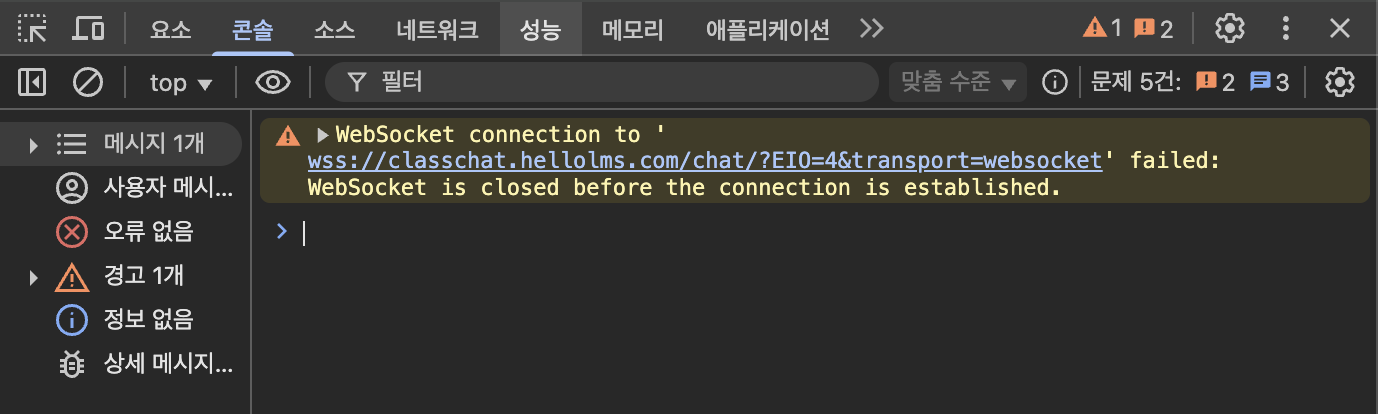 요소 콘솔 소스 네트워크 성능 메모리 애플리케이션 1 2
top 필터 맞춤 수준 문제 5건: 2 3
메시지 1개
사용자 메시...
오류 없음
경고 1개
정보 없음
상세 메시지...
WebSocket connection to '
wss://classchat.hellolms.com/chat/?EIO=4&transport=websocket' failed:
WebSocket is closed before the connection is established.